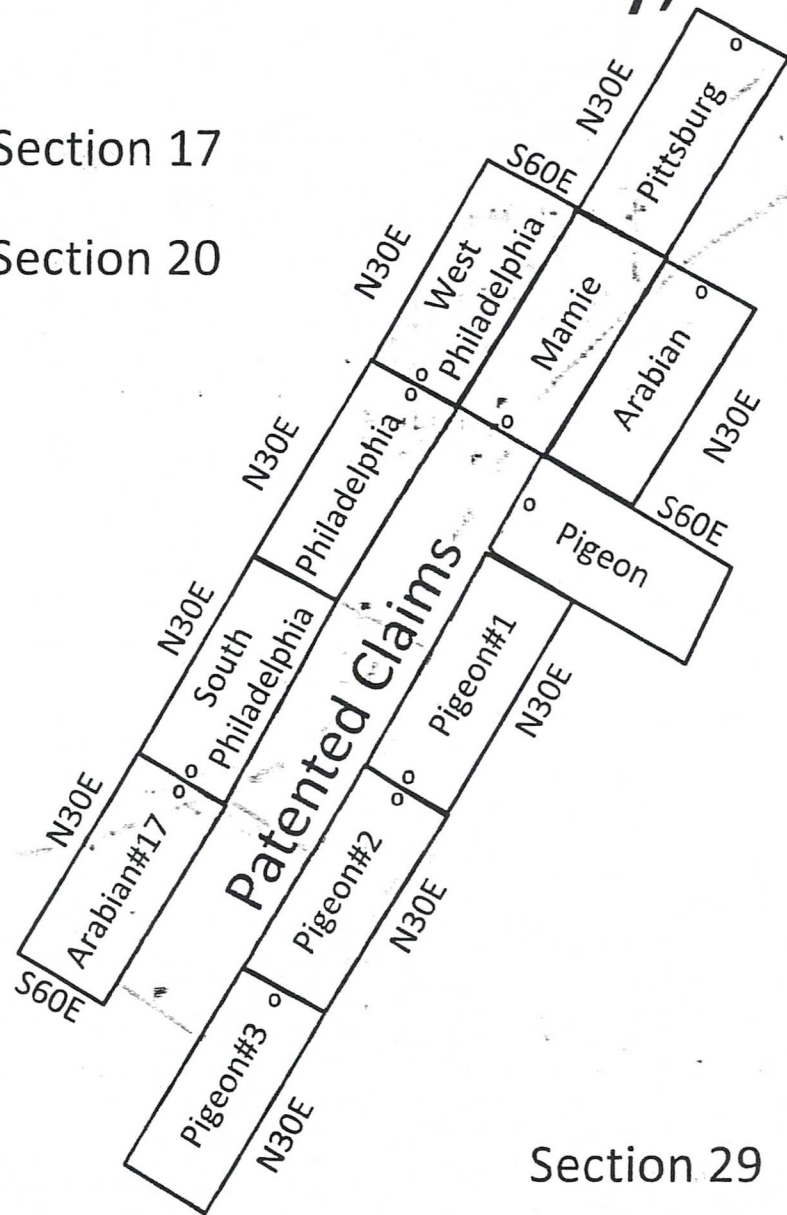 N30E
Pittsburg
Section 17
S60E
Section 20
N30E
West
Philadelphia
Mamie
Arabian
N30E
N30E
Philadelphia
S60E
Pigeon
N30E
South
Philadelphia
Patented Claims
Pigeon#1
N30E
N30E
Arabian#17
Pigeon#2
N30E
S60E
Pigeon#3
N30E
Section 29